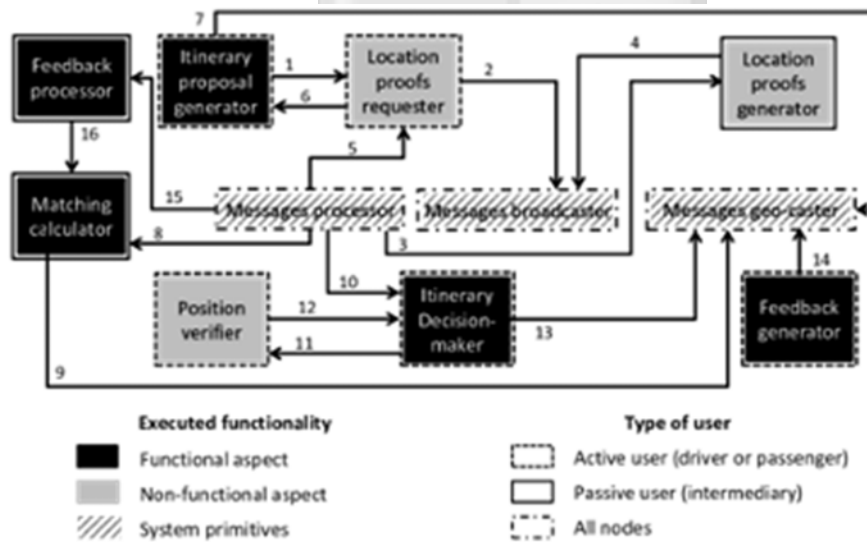 7
Feedback
processor
Itinerary
proposal
generator
1
6
Location
proofs
requester
2
4
Location
proofs
generator
16
5
Matching
calculator
15
8
Messages processor
3
Messages broadcaster
Messages geo-caster
10
14
Position
verifier
12
11
Itinerary
Decision-
maker
13
Feedback
generator
9
Executed functionality
Functional aspect
Non-functional aspect
System primitives
Type of user
Active user (driver or passenger)
Passive user (intermediary)
All nodes